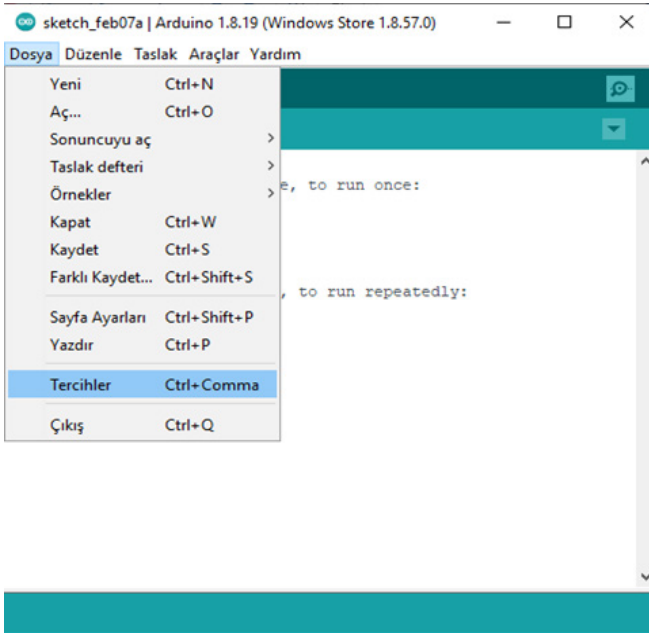 sketch_feb07a | Arduino 1.8.19 (Windows Store 1.8.57.0)
Dosya Düzenle Taslak Araçlar Yardım
Yeni Ctrl+N
Aç... Ctrl+O
Sonuncuyu aç
Taslak defteri
Örnekler
e, to run once:
Kapat Ctrl+W
Kaydet Ctrl+S
Farklı Kaydet... Ctrl+Shift+S
, to run repeatedly:
Sayfa Ayarları Ctrl+Shift+P
Yazdır Ctrl+P
Tercihler Ctrl+Comma
Çıkış Ctrl+Q